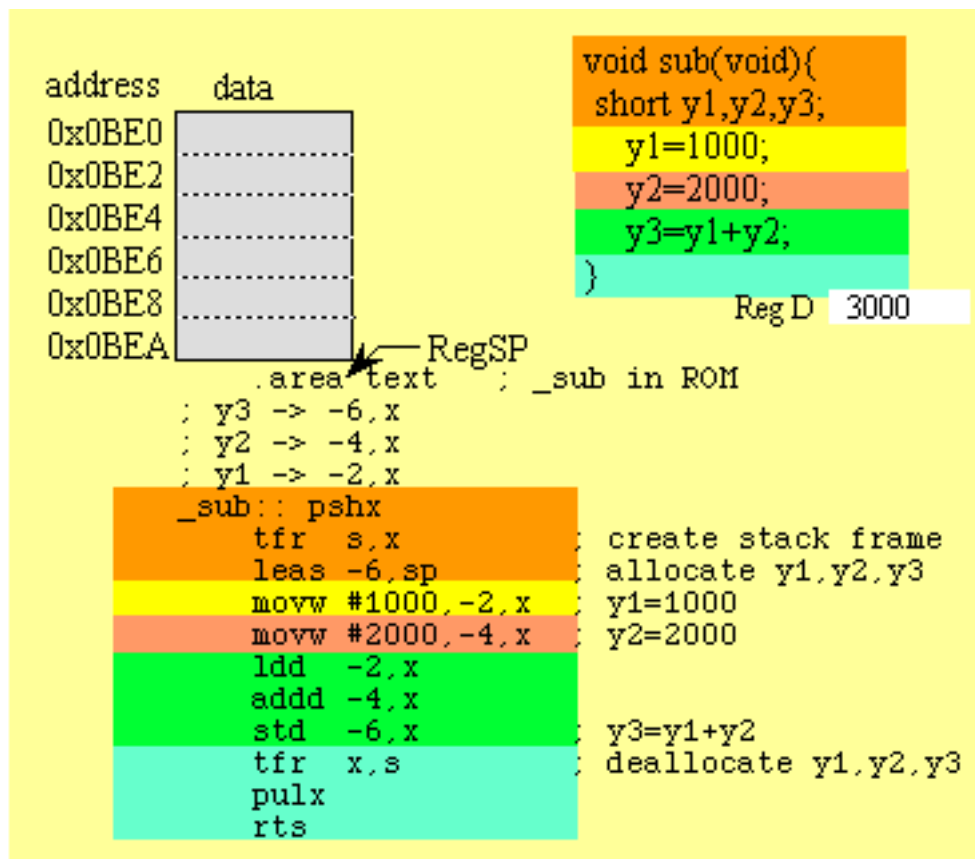 address data
0x0BE0
0x0BE2
0x0BE4
0x0BE6
0x0BE8
0x0BEA
void sub(void){
short y1,y2,y3;
y1=1000;
y2=2000;
y3=y1+y2;
}
Reg D 3000
RegSP
.area text ; _sub in ROM
; y3 -> -6,x
; y2 -> -4,x
; y1 -> -2,x
_sub:: pshx
tfr s,x ; create stack frame
leas -6,sp ; allocate y1,y2,y3
movw #1000,-2,x ; y1=1000
movw #2000,-4,x ; y2=2000
ldd -2,x
addd -4,x
std -6,x ; y3=y1+y2
tfr x,s ; deallocate y1,y2,y3
pulx
rts